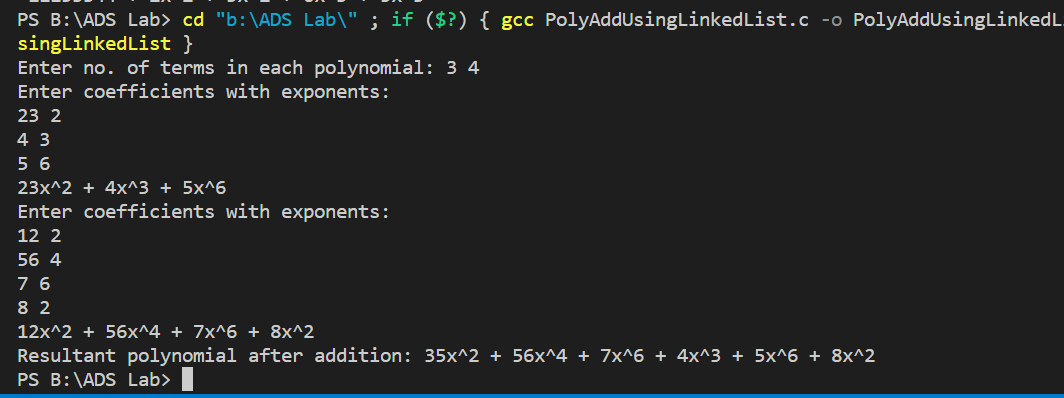 PS B:\ADS Lab> cd "b:\ADS Lab\" ; if ($?) { gcc PolyAddUsingLinkedList.c -o PolyAddUsingLinkedL
singLinkedList }
Enter no. of terms in each polynomial: 3 4
Enter coefficients with exponents:
23 2
4 3
5 6
23x^2 + 4x^3 + 5x^6
Enter coefficients with exponents:
12 2
56 4
7 6
8 2
12x^2 + 56x^4 + 7x^6 + 8x^2
Resultant polynomial after addition: 35x^2 + 56x^4 + 7x^6 + 4x^3 + 5x^6 + 8x^2
PS B:\ADS Lab>